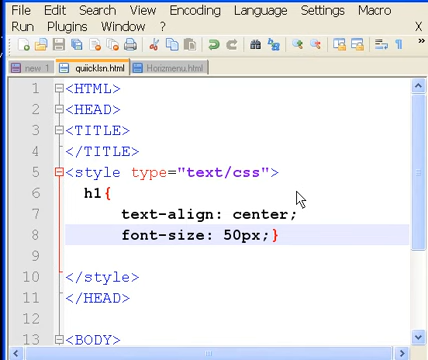 File Edit Search View Encoding Language Settings Macro
Run Plugins Window ? X
new 1 quiicklsn.html Horizmenu.html
1 <HTML>
2 <HEAD>
3 <TITLE>
4 </TITLE>
5 <style type="text/css">
6 h1{
7 text-align: center;
8 font-size: 50px;}
9
10 </style>
11 </HEAD>
12
13 <BODY>